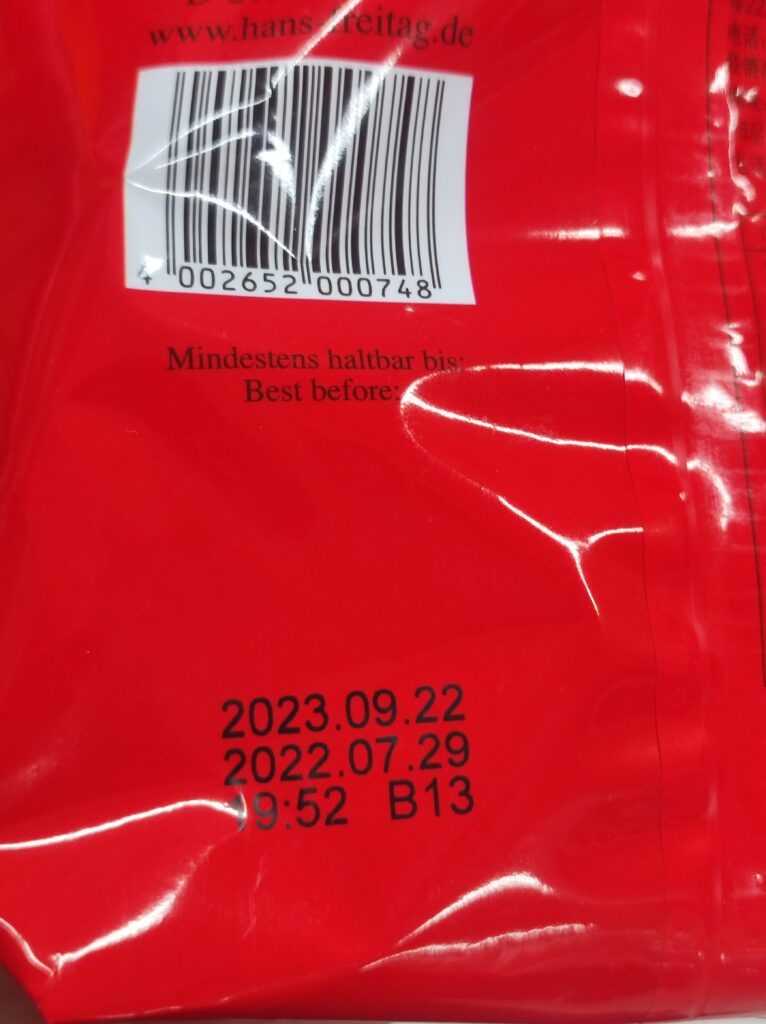 www.hans-freitag.de
4 002652 000748
Mindestens haltbar bis:
Best before:
2023.09.22
2022.07.29
19:52 B13